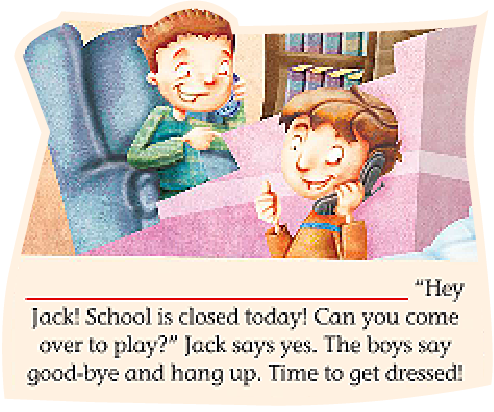 "Hey
Jack! School is closed today! Can you come
over to play?" Jack says yes. The boys say
good-bye and hang up. Time to get dressed!